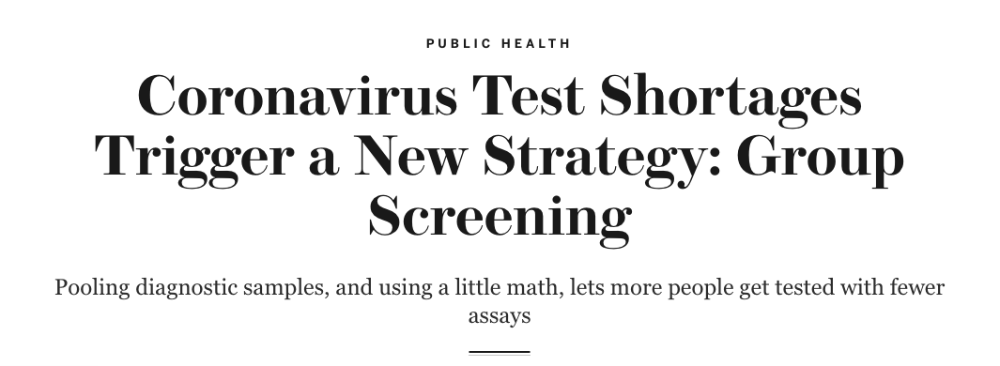 PUBLIC HEALTH
Coronavirus Test Shortages
Trigger a New Strategy: Group
Screening
Pooling diagnostic samples, and using a little math, lets more people get tested with fewer
assays